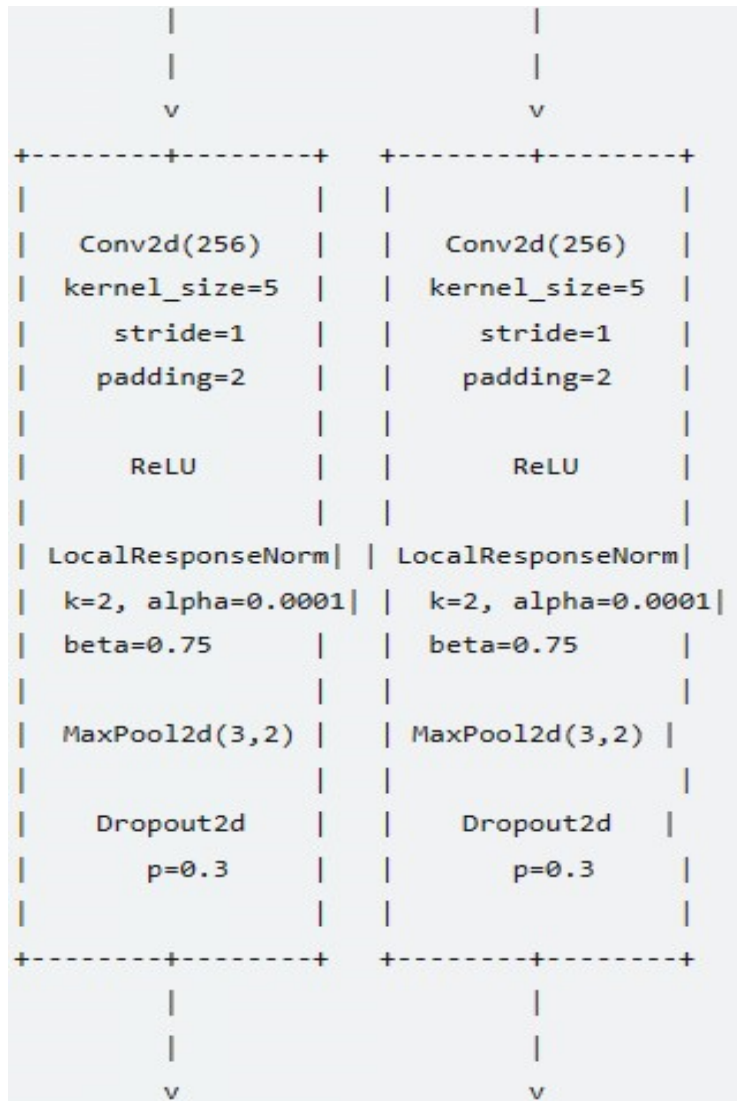 |                     |
         |                     |
         v                     v
+--------+--------+   +--------+--------+
|                 |   |                 |
|   Conv2d(256)   |   |   Conv2d(256)   |
|  kernel_size=5  |   |  kernel_size=5  |
|     stride=1    |   |     stride=1    |
|    padding=2    |   |    padding=2    |
|                 |   |                 |
|      ReLU       |   |      ReLU       |
|                 |   |                 |
| LocalResponseNorm| | LocalResponseNorm|
|  k=2, alpha=0.0001| |  k=2, alpha=0.0001|
|  beta=0.75      |   |  beta=0.75      |
|                 |   |                 |
|  MaxPool2d(3,2) |   | MaxPool2d(3,2) |
|                 |   |                 |
|    Dropout2d    |   |    Dropout2d   |
|       p=0.3     |   |       p=0.3     |
|                 |   |                 |
+--------+--------+   +--------+--------+
         |                     |
         |                     |
         v                     v